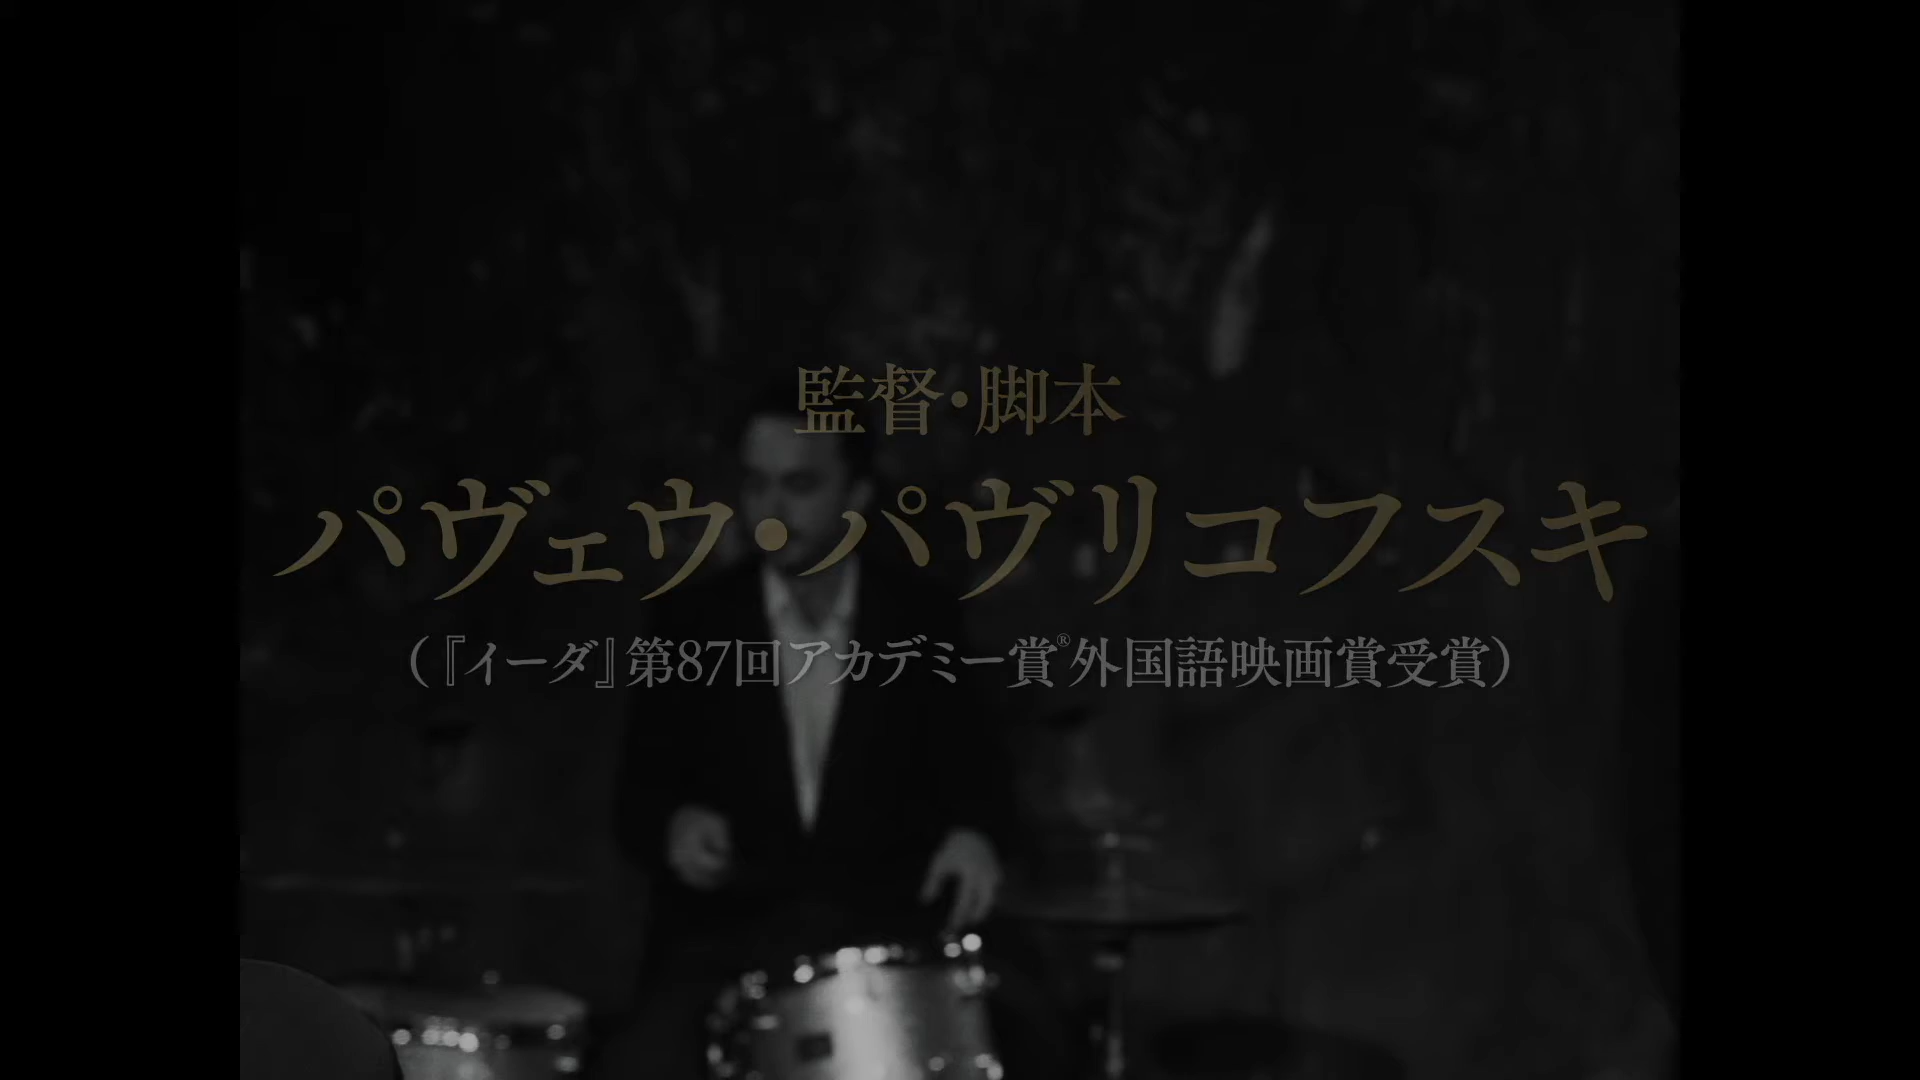 監督・脚本
パヴェウ・パヴリコフスキ
（『イーダ』第87回アカデミー賞®外国語映画賞受賞）